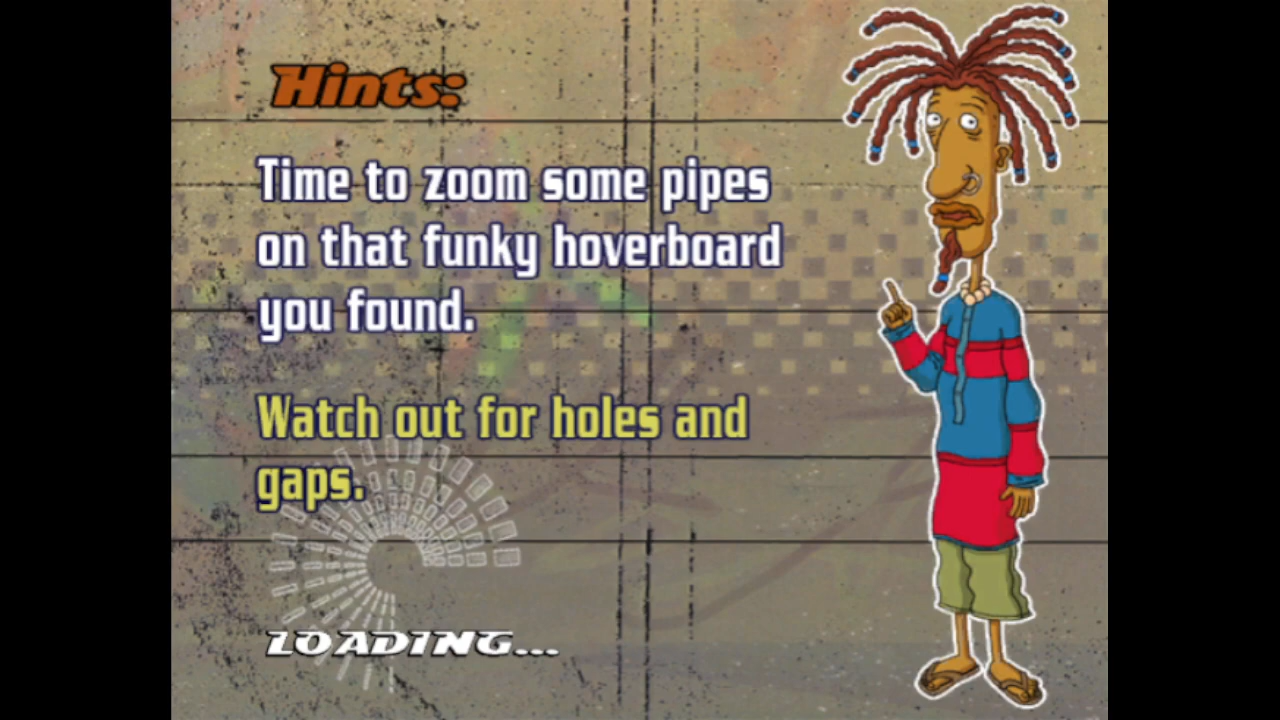 Hints:
Time to zoom some pipes
on that funky hoverboard
you found.
Watch out for holes and
gaps.
LOADING...